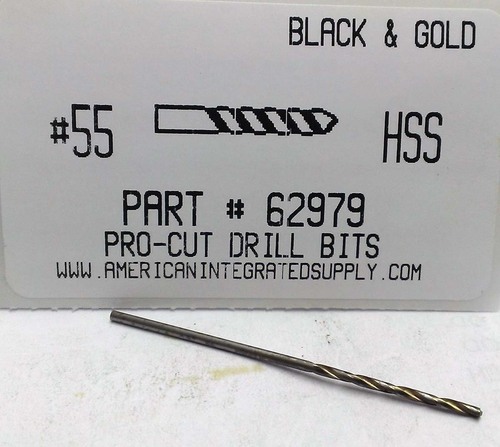 BLACK & GOLD
#55 HSS
PART # 62979
PRO-CUT DRILL BITS
WWW.AMERICANINTEGRATEDSUPPLY.COM